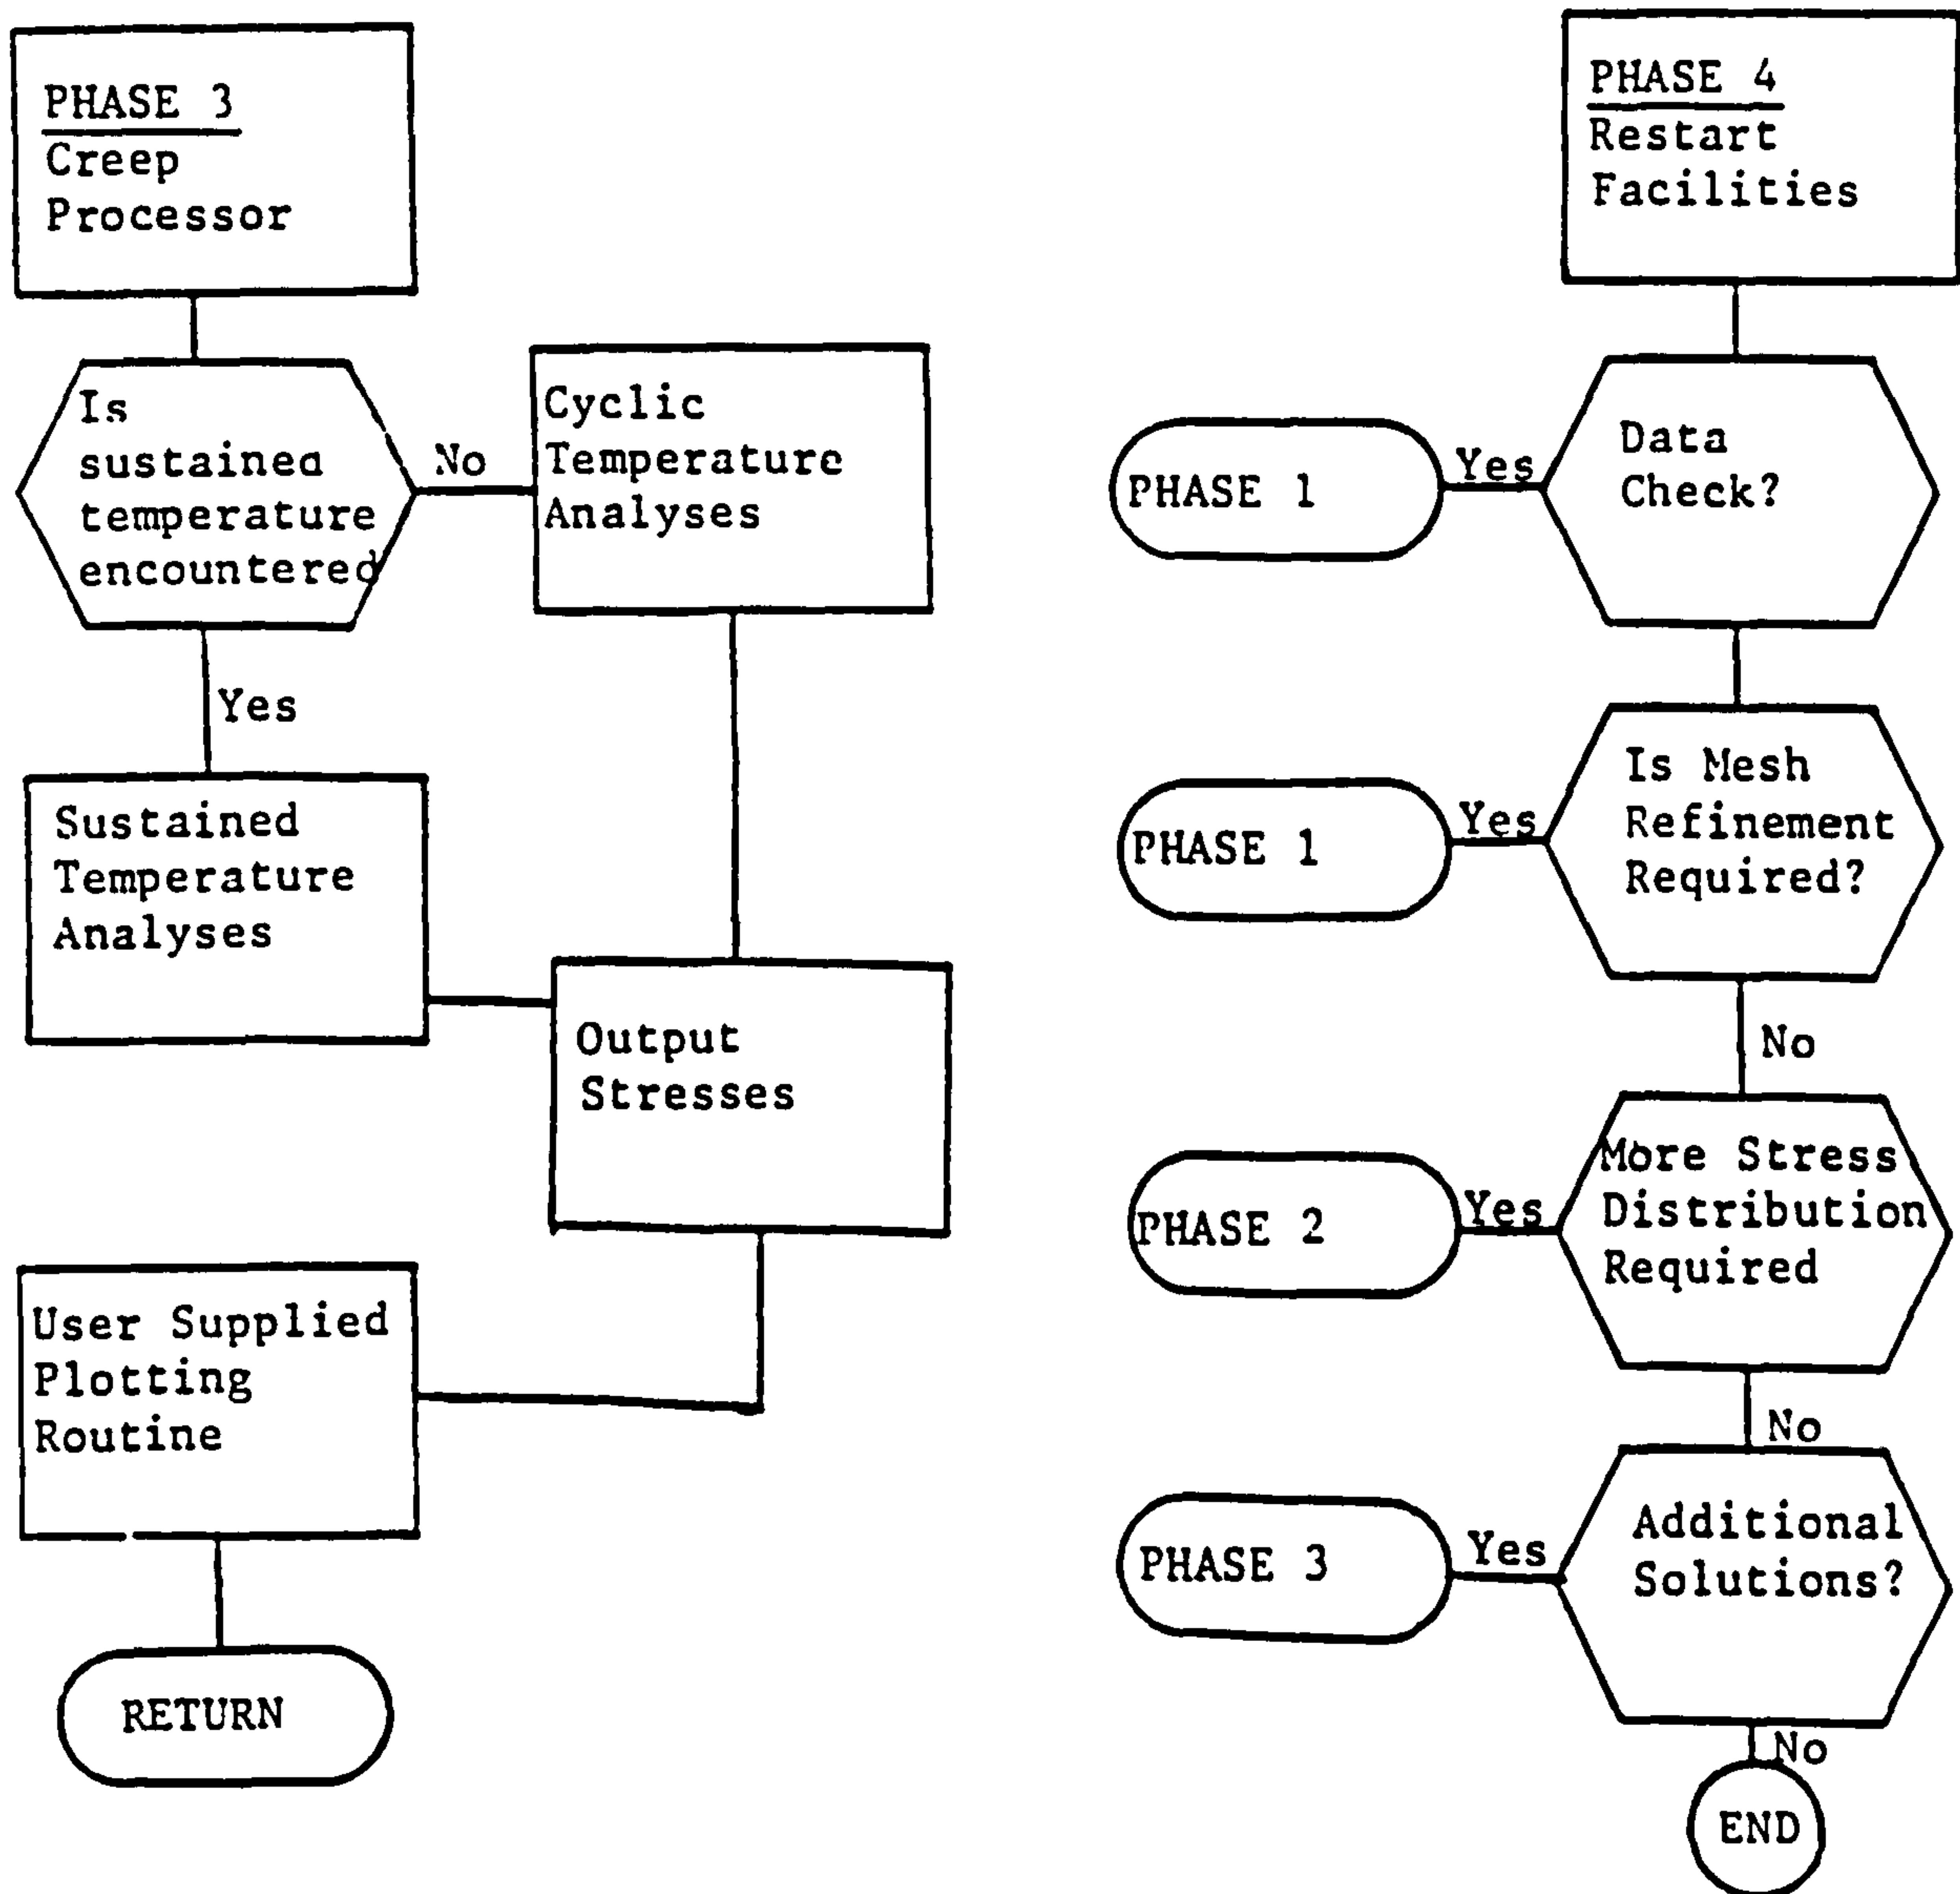 PHASE 3
Creep
Processor
Is
sustained
temperature
encountered
No
Cyclic
Temperature
Analyses
Yes
Sustained
Temperature
Analyses
Output
Stresses
User Supplied
Plotting
Routine
RETURN
PHASE 4
Restart
Facilities
Data
Check?
Yes
PHASE 1
Is Mesh
Refinement
Required?
Yes
PHASE 1
No
More Stress
Distribution
Required
Yes
PHASE 2
No
Additional
Solutions?
Yes
PHASE 3
No
END